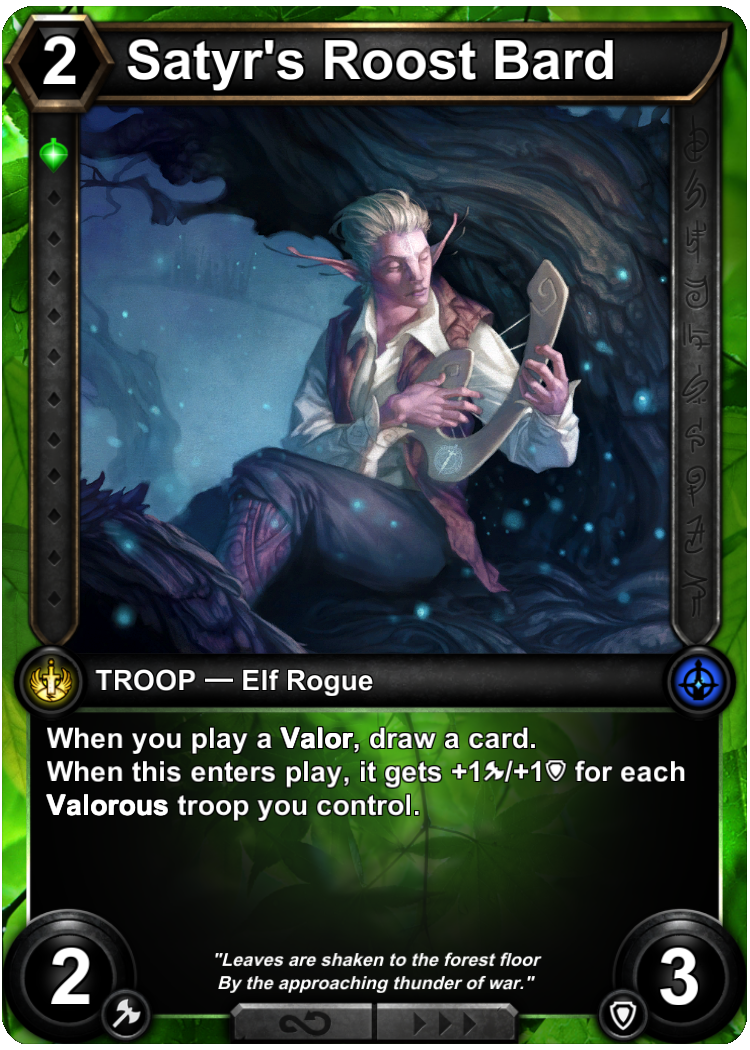 2
Satyr's Roost Bard
TROOP — Elf Rogue
When you play a Valor, draw a card.
When this enters play, it gets +1/+1 for each
Valorous troop you control.
"Leaves are shaken to the forest floor
By the approaching thunder of war."
2
3